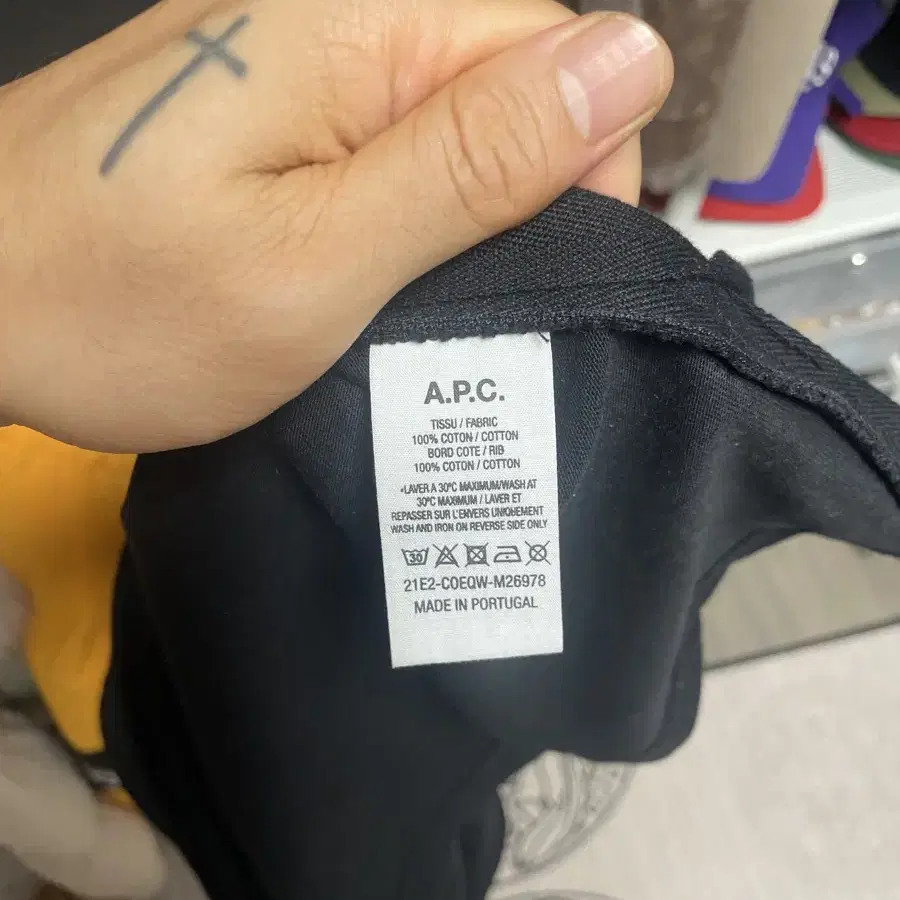 A.P.C.
TISSU / FABRIC
100% COTON / COTTON
BORD COTE / RIB
100% COTON / COTTON
•LAVER A 30°C MAXIMUM/WASH AT
30°C MAXIMUM / LAVER ET
REPASSER SUR L'ENVERS UNIQUEMENT
WASH AND IRON ON REVERSE SIDE ONLY
30
21E2-COEQW-M26978
MADE IN PORTUGAL